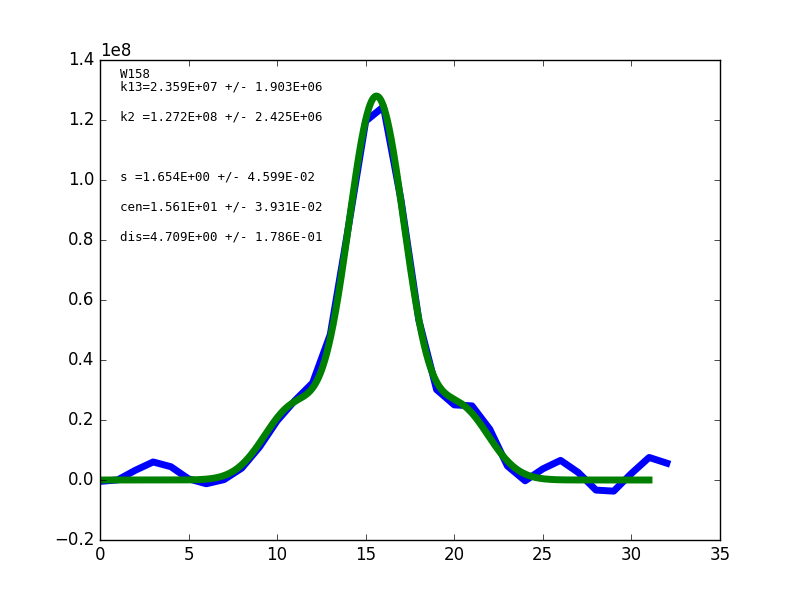 1e8
1.4
W158
k13=2.359E+07 +/- 1.903E+06
k2 =1.272E+08 +/- 2.425E+06
1.2
s =1.654E+00 +/- 4.599E-02
1.0
cen=1.561E+01 +/- 3.931E-02
dis=4.709E+00 +/- 1.786E-01
0.8
0.6
0.4
0.2
0.0
−0.2
0 5 10 15 20 25 30 35